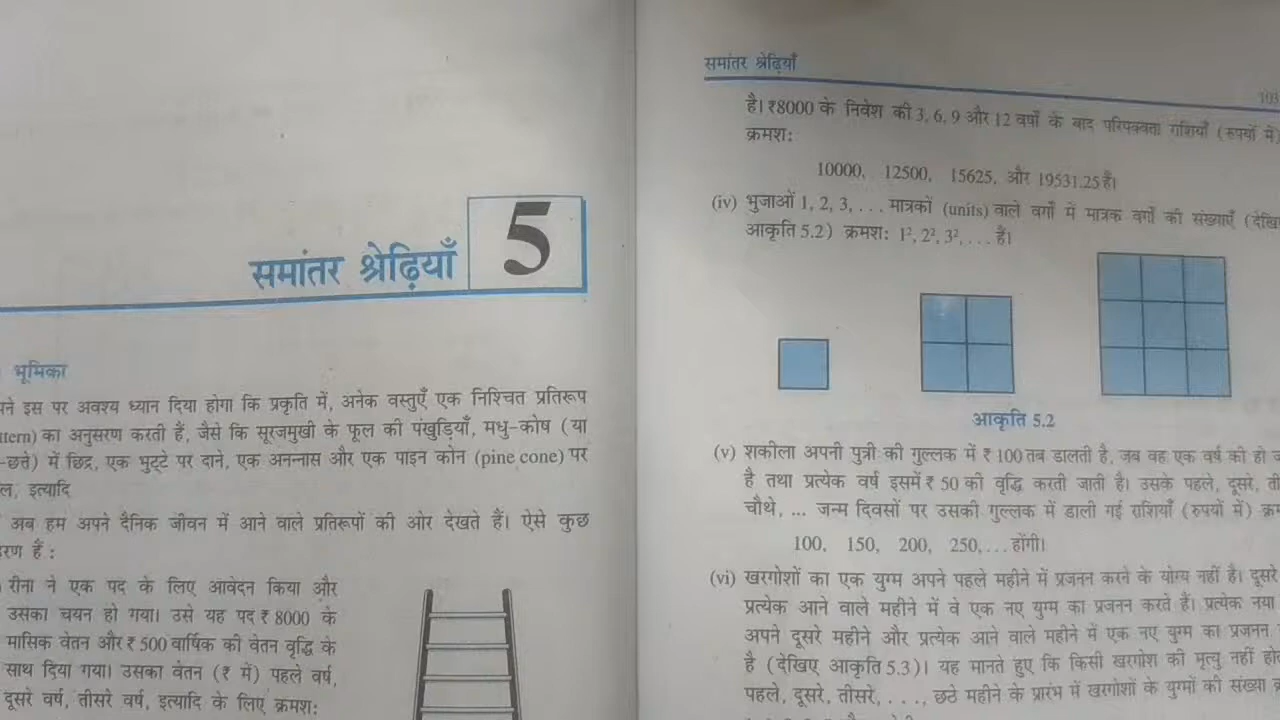 समांतर श्रेढ़ियाँ
5
भूमिका
इस पर अवश्य ध्यान दिया होगा कि प्रकृति में, अनेक वस्तुएँ एक निश्चित प्रतिरूप
का अनुसरण करती हैं, जैसे कि सूरजमुखी के फूल की पंखुड़ियाँ, मधु-कोष (या
-छत्ते) में छिद्र, एक भुट्टे पर दाने, एक अनन्नास और एक पाइन कोन (pine cone) पर
इत्यादि
अब हम अपने दैनिक जीवन में आने वाले प्रतिरूपों की ओर देखते हैं। ऐसे कुछ
हैं :
रीना ने एक पद के लिए आवेदन किया और
उसका चयन हो गया। उसे यह पद ₹ 8000 के
मासिक वेतन और ₹ 500 वार्षिक की वेतन वृद्धि के
साथ दिया गया। उसका वेतन (₹ में) पहले वर्ष,
दूसरे वर्ष, तीसरे वर्ष, इत्यादि के लिए क्रमश:
समांतर श्रेढ़ियाँ
103
है। ₹8000 के निवेश की 3, 6, 9 और 12 वर्षों के बाद परिपक्वता राशियाँ (रुपयों में)
क्रमश:
10000, 12500, 15625, और 19531.25 हैं।
(iv) भुजाओं 1, 2, 3, . . . मात्रकों (units) वाले वर्गों में मात्रक वर्गों की संख्याएँ
आकृति 5.2) क्रमश: 1², 2², 3², . . . हैं।
आकृति 5.2
(v) शकीला अपनी पुत्री की गुल्लक में ₹ 100 तब डालती है, जब वह एक वर्ष की हो
है तथा प्रत्येक वर्ष इसमें ₹ 50 की वृद्धि करती जाती है। उसके पहले, दूसरे,
चौथे, ... जन्म दिवसों पर उसकी गुल्लक में डाली गई राशियाँ (रुपयों में)
100, 150, 200, 250, . . . होंगी।
(vi) खरगोशों का एक युग्म अपने पहले महीने में प्रजनन करने के योग्य नहीं है। दूसरे
प्रत्येक आने वाले महीने में वे एक नए युग्म का प्रजनन करते हैं। प्रत्येक नया
अपने दूसरे महीने और प्रत्येक आने वाले महीने में एक नए युग्म का प्रजनन
है (देखिए आकृति 5.3)। यह मानते हुए कि किसी खरगोश की मृत्यु नहीं
पहले, दूसरे, तीसरे, . . ., छठे महीने के प्रारंभ में खरगोशों के युग्मों की संख्या